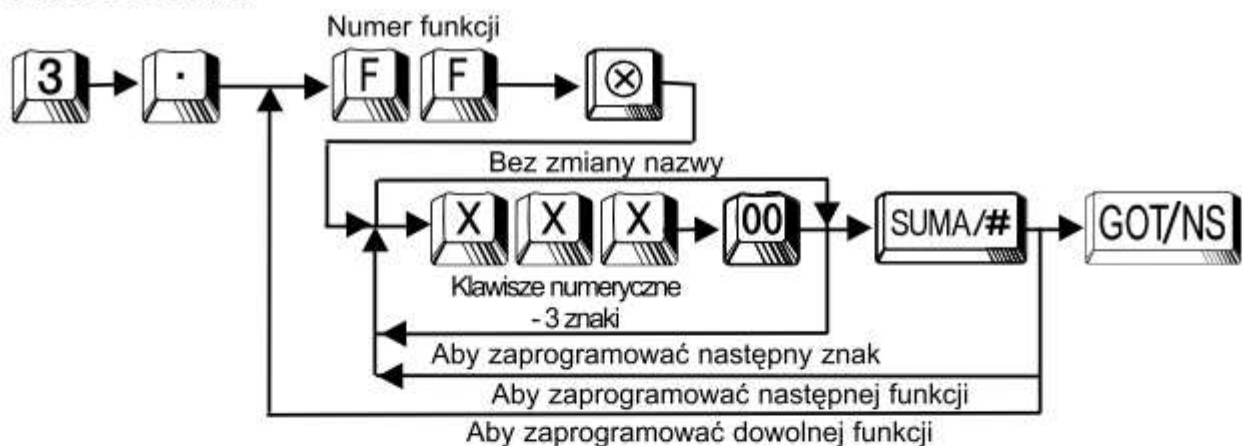 Numer funkcji
3 · F F ⊗
Bez zmiany nazwy
X X X 00 SUMA/# GOT/NS
Klawisze numeryczne
- 3 znaki
Aby zaprogramować następny znak
Aby zaprogramować następnej funkcji
Aby zaprogramować dowolnej funkcji